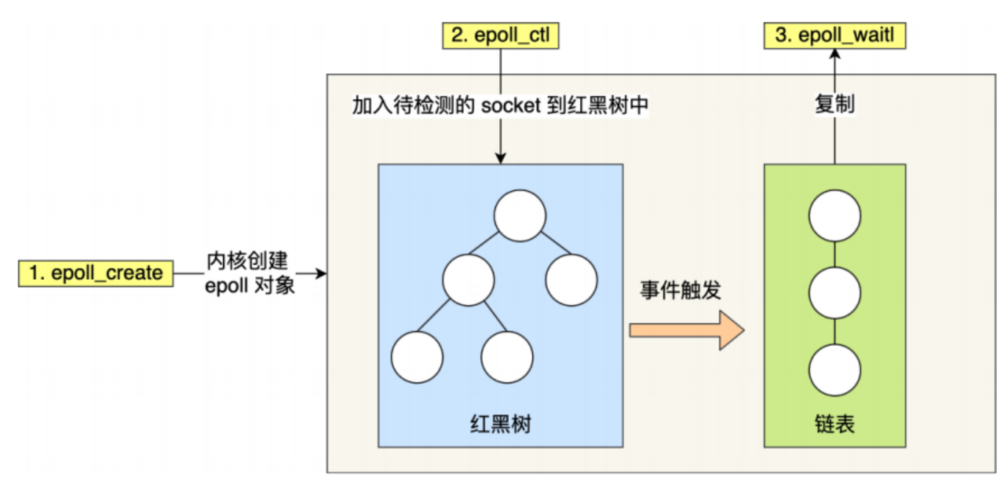 2. epoll_ctl
3. epoll_waitl
加入待检测的 socket 到红黑树中
复制
1. epoll_create
内核创建
epoll 对象
事件触发
红黑树
链表